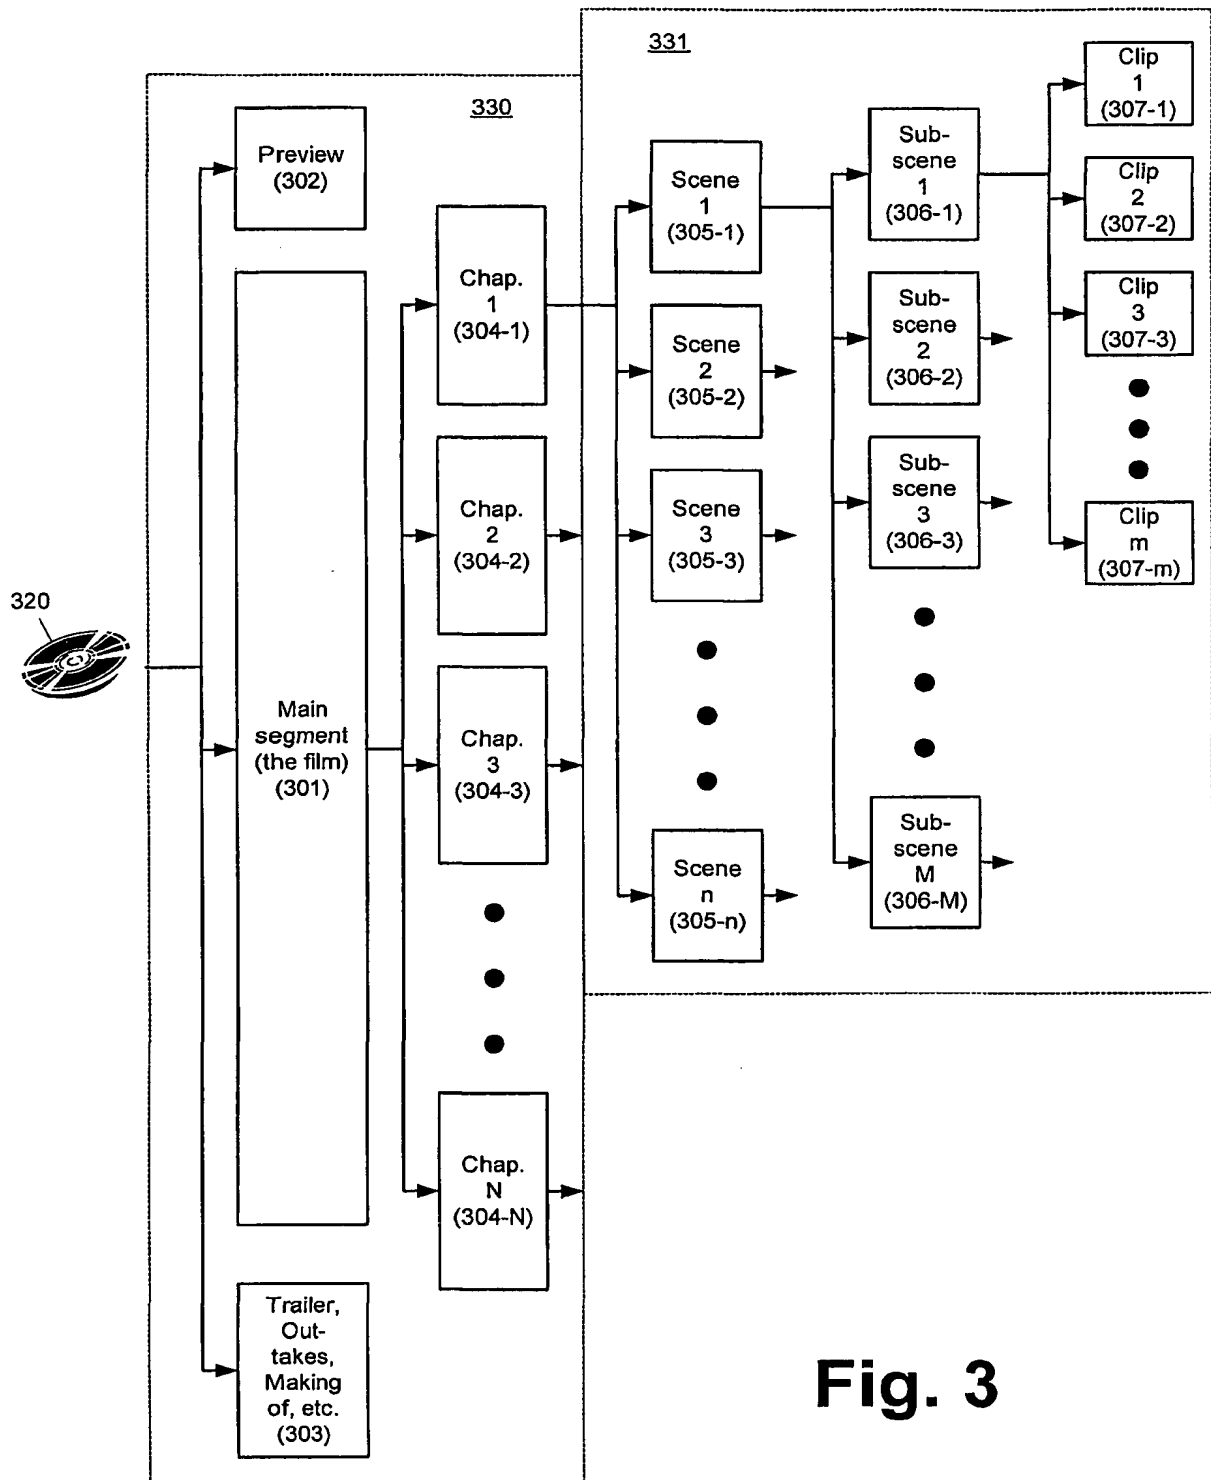 331
330
320
Preview
(302)
Main
segment
(the film)
(301)
Trailer,
Out-
takes,
Making
of, etc.
(303)
Chap.
1
(304-1)
Chap.
2
(304-2)
Chap.
3
(304-3)
Chap.
N
(304-N)
Scene
1
(305-1)
Scene
2
(305-2)
Scene
3
(305-3)
Scene
n
(305-n)
Sub-
scene
1
(306-1)
Sub-
scene
2
(306-2)
Sub-
scene
3
(306-3)
Sub-
scene
M
(306-M)
Clip
1
(307-1)
Clip
2
(307-2)
Clip
3
(307-3)
Clip
m
(307-m)
Fig. 3